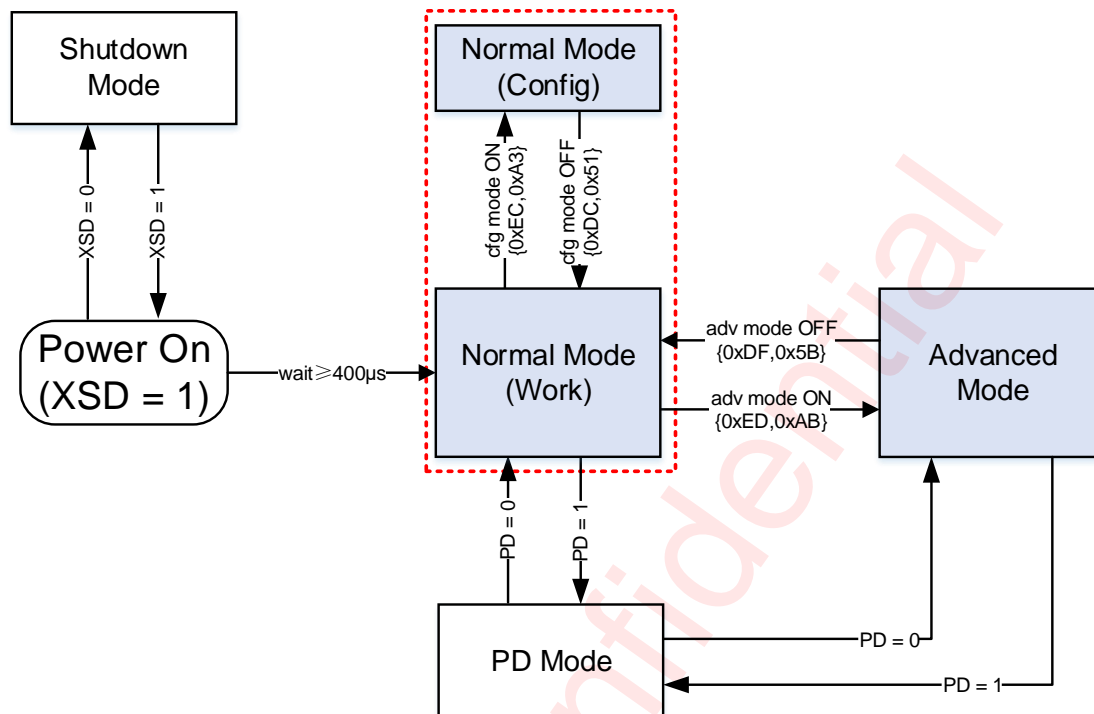 Shutdown
Mode
Normal Mode
(Config)
XSD = 0
XSD = 1
cfg mode ON
{0xEC,0xA3}
cfg mode OFF
{0xDC,0x51}
Power On
(XSD = 1)
wait≥400μs
Normal Mode
(Work)
adv mode OFF
{0xDF,0x5B}
adv mode ON
{0xED,0xAB}
Advanced
Mode
PD = 0
PD = 1
PD Mode
PD = 0
PD = 1
nfidential